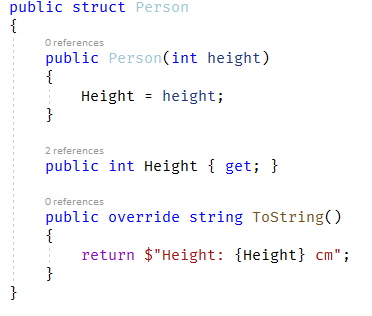 public struct Person
{
0 references
public Person(int height)
{
Height = height;
}
2 references
public int Height { get; }
0 references
public override string ToString()
{
return $"Height: {Height} cm";
}
}